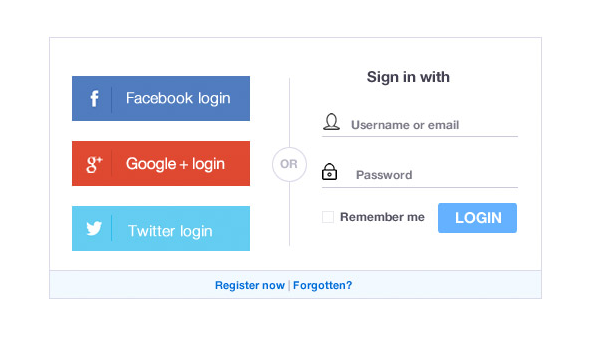 Facebook login
g+ Google + login
Twitter login
OR
Sign in with
Username or email
Password
Remember me
LOGIN
Register now | Forgotten?